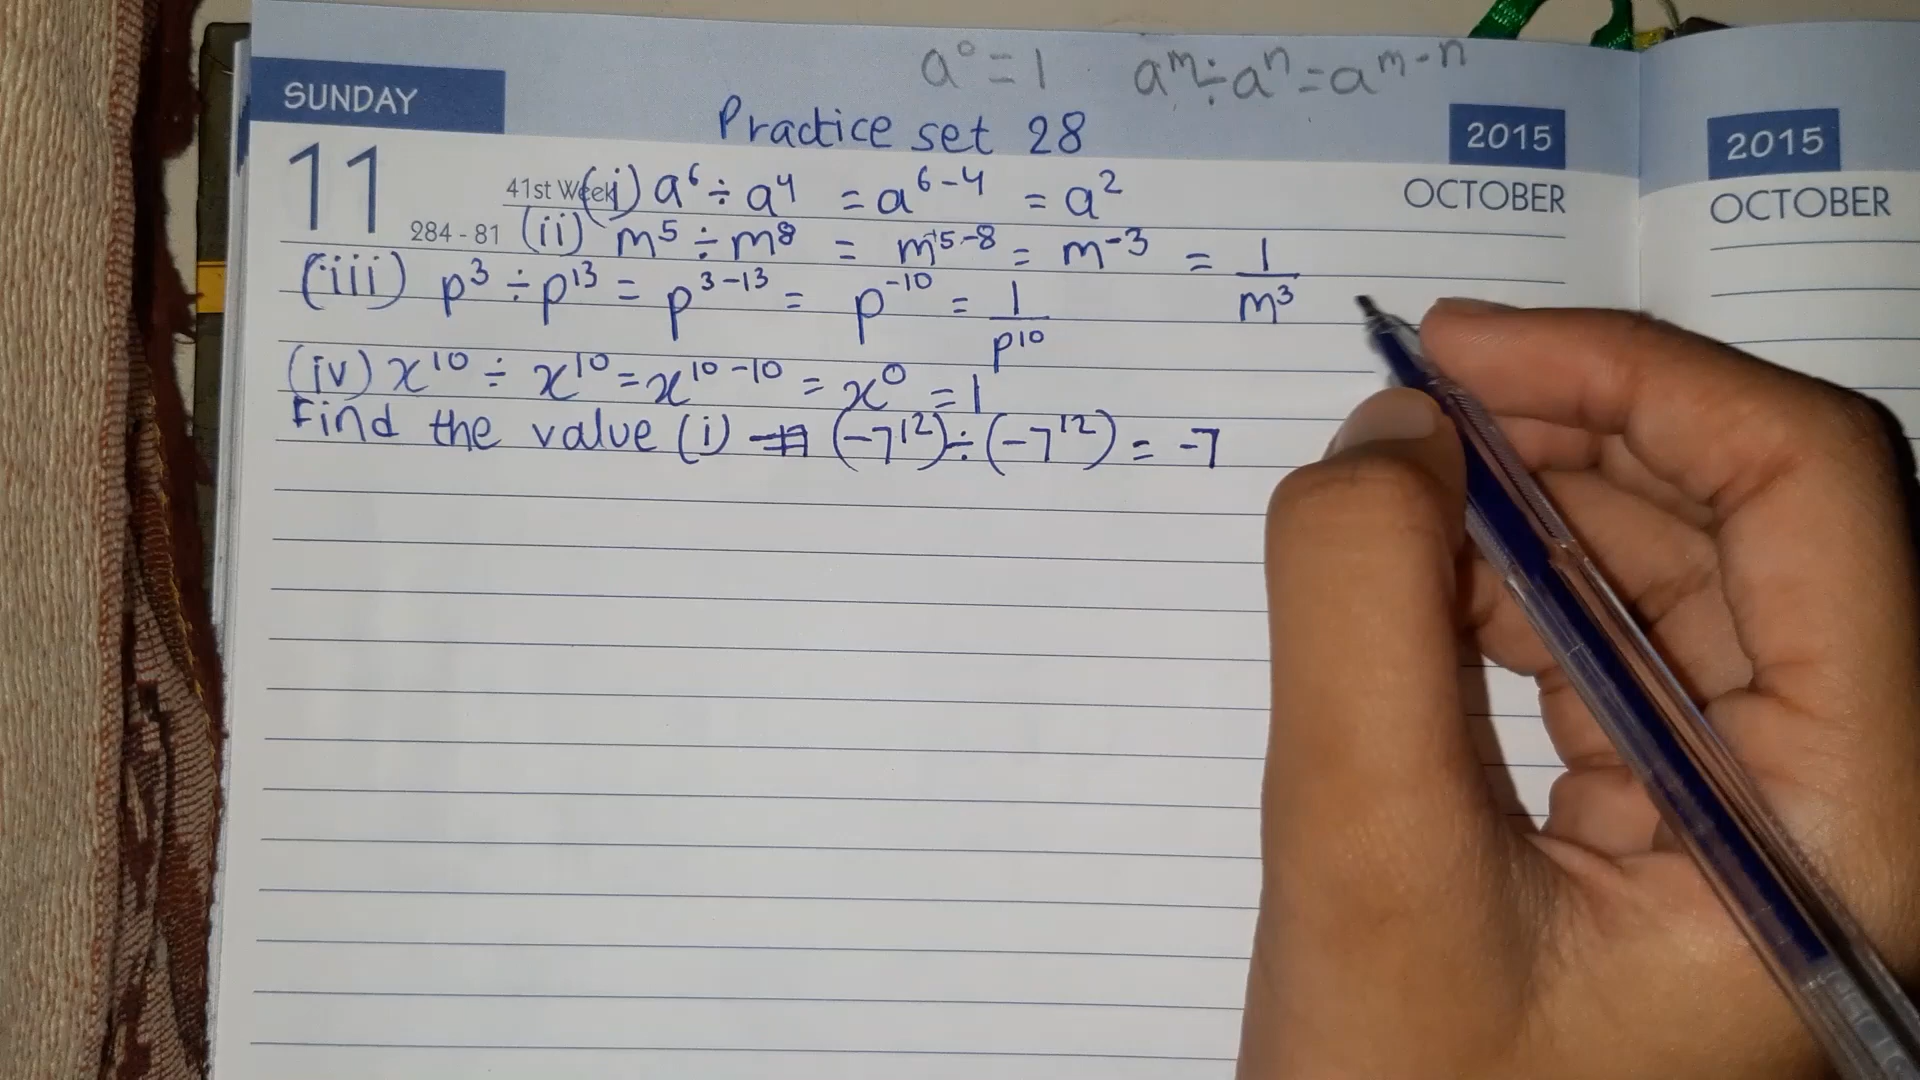 a⁰ = 1 aᵐ ÷ aⁿ = aᵐ⁻ⁿ
SUNDAY
Practice set 28
2015
2015
11
41st Week
(i) a⁶ ÷ a⁴ = a⁶⁻⁴ = a²
OCTOBER
OCTOBER
284 - 81
(ii) m⁵ ÷ m⁸ = m⁺⁵⁻⁸ = m⁻³ = 1/m³
(iii) p³ ÷ p¹³ = p³⁻¹³ = p⁻¹⁰ = 1/p¹⁰
(iv) x¹⁰ ÷ x¹⁰ = x¹⁰⁻¹⁰ = x⁰ = 1
Find the value (i) (-7¹²) ÷ (-7¹²) = -7